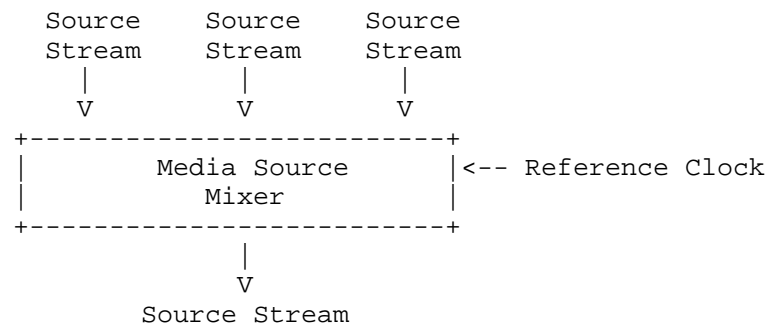 Source Source Source
Stream Stream Stream
| | |
V V V
+--------------------------+
| Media Source |<-- Reference Clock
| Mixer |
+--------------------------+
|
V
Source Stream